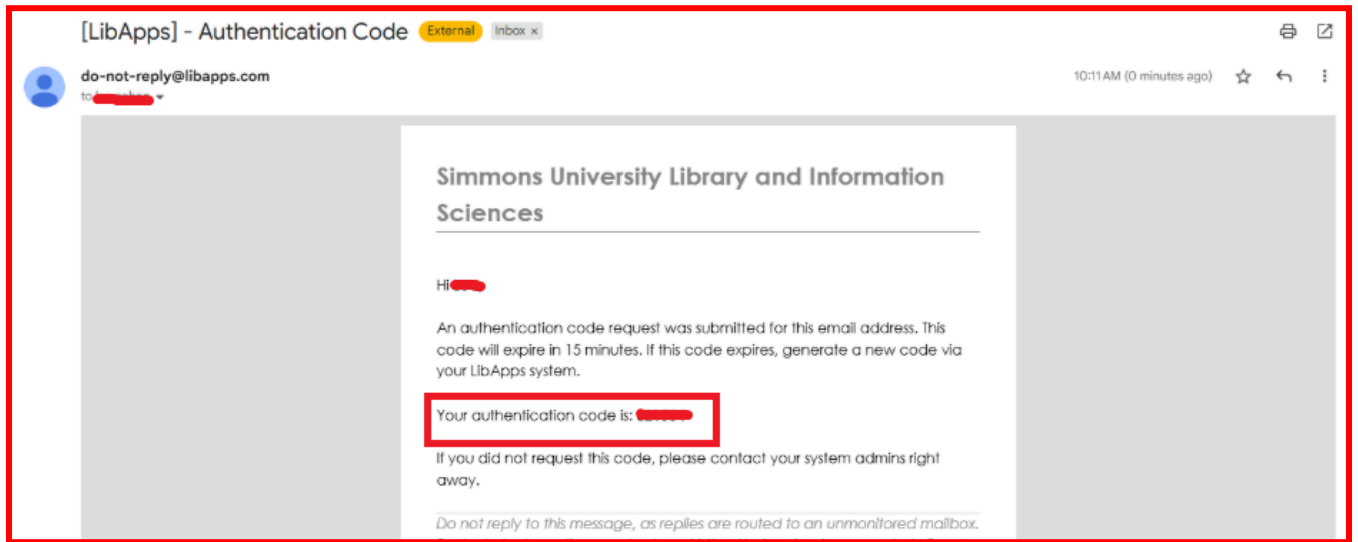 [LibApps] - Authentication Code External Inbox ×
do-not-reply@libapps.com
10:11 AM (0 minutes ago)
to
Simmons University Library and Information
Sciences
Hi
An authentication code request was submitted for this email address. This
code will expire in 15 minutes. If this code expires, generate a new code via
your LibApps system.
Your authentication code is:
If you did not request this code, please contact your system admins right
away.
Do not reply to this message, as replies are routed to an unmonitored mailbox.